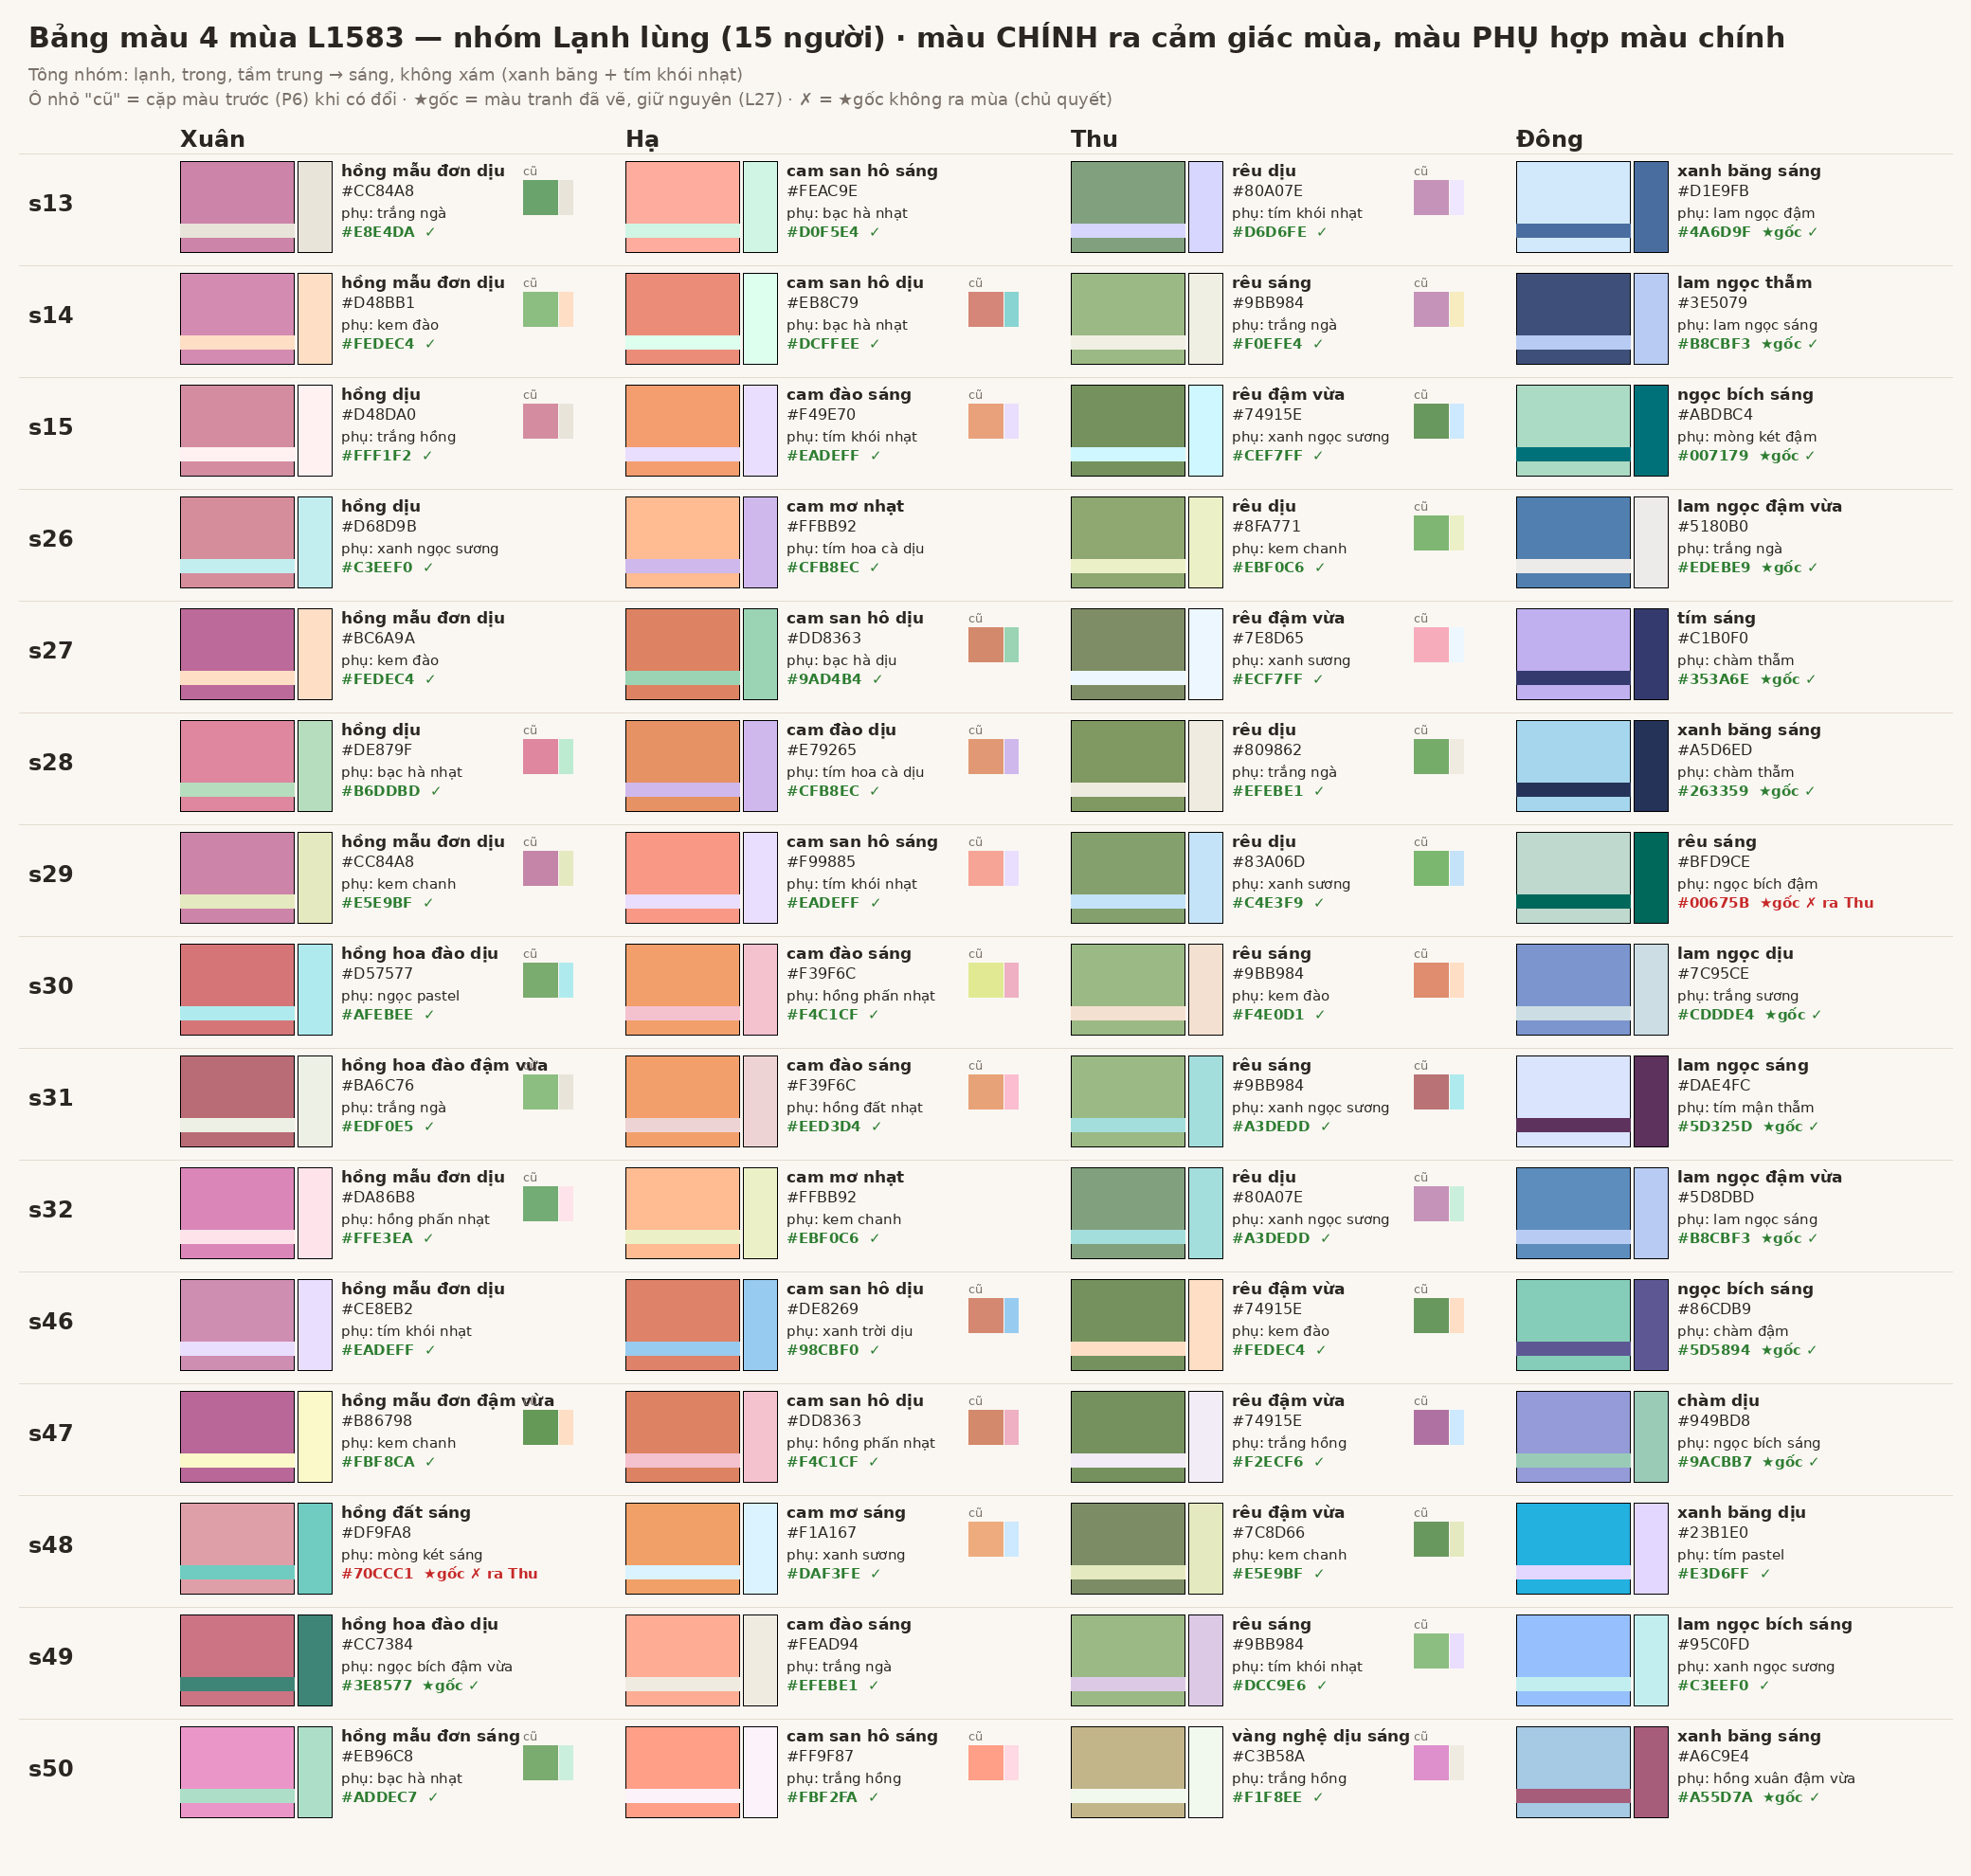 Bảng màu 4 mùa L1583 — nhóm Lạnh lùng (15 người) · màu CHÍNH ra cảm giác mùa, màu PHỤ hợp màu chính
Tông nhóm: lạnh, trong, tầm trung → sáng, không xám (xanh băng + tím khói nhạt)
Ô nhỏ "cũ" = cặp màu trước (P6) khi có đổi · ★gốc = màu tranh đã vẽ, giữ nguyên (L27) · ✗ = ★gốc không ra mùa (chủ quyết)
Xuân Hạ Thu Đông
s13
hồng mẫu đơn dịu
#CC84A8
phụ: trắng ngà
#E8E4DA ✓
cũ
cam san hô sáng
#FEAC9E
phụ: bạc hà nhạt
#D0F5E4 ✓
rêu dịu
#80A07E
phụ: tím khói nhạt
#D6D6FE ✓
cũ
xanh băng sáng
#D1E9FB
phụ: lam ngọc đậm
#4A6D9F ★gốc ✓
s14
hồng mẫu đơn dịu
#D48BB1
phụ: kem đào
#FEDEC4 ✓
cũ
cam san hô dịu
#EB8C79
phụ: bạc hà nhạt
#DCFFEE ✓
cũ
rêu sáng
#9BB984
phụ: trắng ngà
#F0EFE4 ✓
cũ
lam ngọc thẫm
#3E5079
phụ: lam ngọc sáng
#B8CBF3 ★gốc ✓
s15
hồng dịu
#D48DA0
phụ: trắng hồng
#FFF1F2 ✓
cũ
cam đào sáng
#F49E70
phụ: tím khói nhạt
#EADEFF ✓
cũ
rêu đậm vừa
#74915E
phụ: xanh ngọc sương
#CEF7FF ✓
cũ
ngọc bích sáng
#ABDBC4
phụ: mòng két đậm
#007179 ★gốc ✓
s26
hồng dịu
#D68D9B
phụ: xanh ngọc sương
#C3EEF0 ✓
cam mơ nhạt
#FFBB92
phụ: tím hoa cà dịu
#CFB8EC ✓
rêu dịu
#8FA771
phụ: kem chanh
#EBF0C6 ✓
cũ
lam ngọc đậm vừa
#5180B0
phụ: trắng ngà
#EDEBE9 ★gốc ✓
s27
hồng mẫu đơn dịu
#BC6A9A
phụ: kem đào
#FEDEC4 ✓
cam san hô dịu
#DD8363
phụ: bạc hà dịu
#9AD4B4 ✓
cũ
rêu đậm vừa
#7E8D65
phụ: xanh sương
#ECF7FF ✓
cũ
tím sáng
#C1B0F0
phụ: chàm thẫm
#353A6E ★gốc ✓
s28
hồng dịu
#DE879F
phụ: bạc hà nhạt
#B6DDBD ✓
cũ
cam đào dịu
#E79265
phụ: tím hoa cà dịu
#CFB8EC ✓
cũ
rêu dịu
#809862
phụ: trắng ngà
#EFEBE1 ✓
cũ
xanh băng sáng
#A5D6ED
phụ: chàm thẫm
#263359 ★gốc ✓
s29
hồng mẫu đơn dịu
#CC84A8
phụ: kem chanh
#E5E9BF ✓
cũ
cam san hô sáng
#F99885
phụ: tím khói nhạt
#EADEFF ✓
cũ
rêu dịu
#83A06D
phụ: xanh sương
#C4E3F9 ✓
cũ
rêu sáng
#BFD9CE
phụ: ngọc bích đậm
#00675B ★gốc ✗ ra Thu
s30
hồng hoa đào dịu
#D57577
phụ: ngọc pastel
#AFEBEE ✓
cũ
cam đào sáng
#F39F6C
phụ: hồng phấn nhạt
#F4C1CF ✓
cũ
rêu sáng
#9BB984
phụ: kem đào
#F4E0D1 ✓
cũ
lam ngọc dịu
#7C95CE
phụ: trắng sương
#CDDDE4 ★gốc ✓
s31
hồng hoa đào đậm vừa
#BA6C76
phụ: trắng ngà
#EDF0E5 ✓
cam đào sáng
#F39F6C
phụ: hồng đất nhạt
#EED3D4 ✓
cũ
rêu sáng
#9BB984
phụ: xanh ngọc sương
#A3DEDD ✓
cũ
lam ngọc sáng
#DAE4FC
phụ: tím mận thẫm
#5D325D ★gốc ✓
s32
hồng mẫu đơn dịu
#DA86B8
phụ: hồng phấn nhạt
#FFE3EA ✓
cũ
cam mơ nhạt
#FFBB92
phụ: kem chanh
#EBF0C6 ✓
rêu dịu
#80A07E
phụ: xanh ngọc sương
#A3DEDD ✓
cũ
lam ngọc đậm vừa
#5D8DBD
phụ: lam ngọc sáng
#B8CBF3 ★gốc ✓
s46
hồng mẫu đơn dịu
#CE8EB2
phụ: tím khói nhạt
#EADEFF ✓
cam san hô dịu
#DE8269
phụ: xanh trời dịu
#98CBF0 ✓
cũ
rêu đậm vừa
#74915E
phụ: kem đào
#FEDEC4 ✓
cũ
ngọc bích sáng
#86CDB9
phụ: chàm đậm
#5D5894 ★gốc ✓
s47
hồng mẫu đơn đậm vừa
#B86798
phụ: kem chanh
#FBF8CA ✓
cam san hô dịu
#DD8363
phụ: hồng phấn nhạt
#F4C1CF ✓
cũ
rêu đậm vừa
#74915E
phụ: trắng hồng
#F2ECF6 ✓
cũ
chàm dịu
#949BD8
phụ: ngọc bích sáng
#9ACBB7 ★gốc ✓
s48
hồng đất sáng
#DF9FA8
phụ: mòng két sáng
#70CCC1 ★gốc ✗ ra Thu
cam mơ sáng
#F1A167
phụ: xanh sương
#DAF3FE ✓
cũ
rêu đậm vừa
#7C8D66
phụ: kem chanh
#E5E9BF ✓
cũ
xanh băng dịu
#23B1E0
phụ: tím pastel
#E3D6FF ✓
s49
hồng hoa đào dịu
#CC7384
phụ: ngọc bích đậm vừa
#3E8577 ★gốc ✓
cam đào sáng
#FEAD94
phụ: trắng ngà
#EFEBE1 ✓
rêu sáng
#9BB984
phụ: tím khói nhạt
#DCC9E6 ✓
cũ
lam ngọc bích sáng
#95C0FD
phụ: xanh ngọc sương
#C3EEF0 ✓
s50
hồng mẫu đơn sáng
#EB96C8
phụ: bạc hà nhạt
#ADDEC7 ✓
cũ
cam san hô sáng
#FF9F87
phụ: trắng hồng
#FBF2FA ✓
cũ
vàng nghệ dịu sáng
#C3B58A
phụ: trắng hồng
#F1F8EE ✓
cũ
xanh băng sáng
#A6C9E4
phụ: hồng xuân đậm vừa
#A55D7A ★gốc ✓